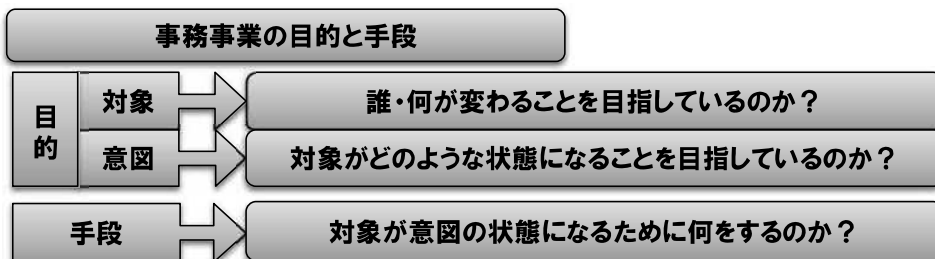 事務事業の目的と手段
目的
対象
誰・何が変わることを目指しているのか？
意図
対象がどのような状態になることを目指しているのか？
手段
対象が意図の状態になるために何をするのか？